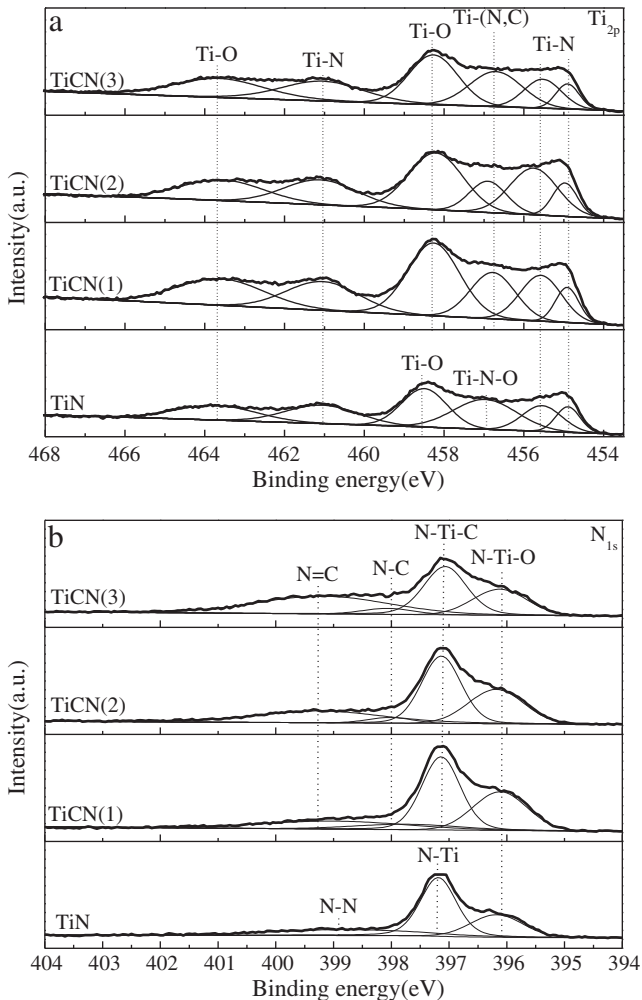 a
Ti-O
Ti-N
Ti-O
Ti-(N,C)
Ti-N
Ti2p
TiCN(3)
TiCN(2)
TiCN(1)
Ti-O
Ti-N-O
TiN
Intensity(a.u.)
468 466 464 462 460 458 456 454
Binding energy(eV)
b
N=C
N-C
N-Ti-C
N-Ti-O
N1s
TiCN(3)
TiCN(2)
TiCN(1)
N-Ti
N-N
TiN
Intensity(a.u.)
404 403 402 401 400 399 398 397 396 395 394
Binding energy(eV)